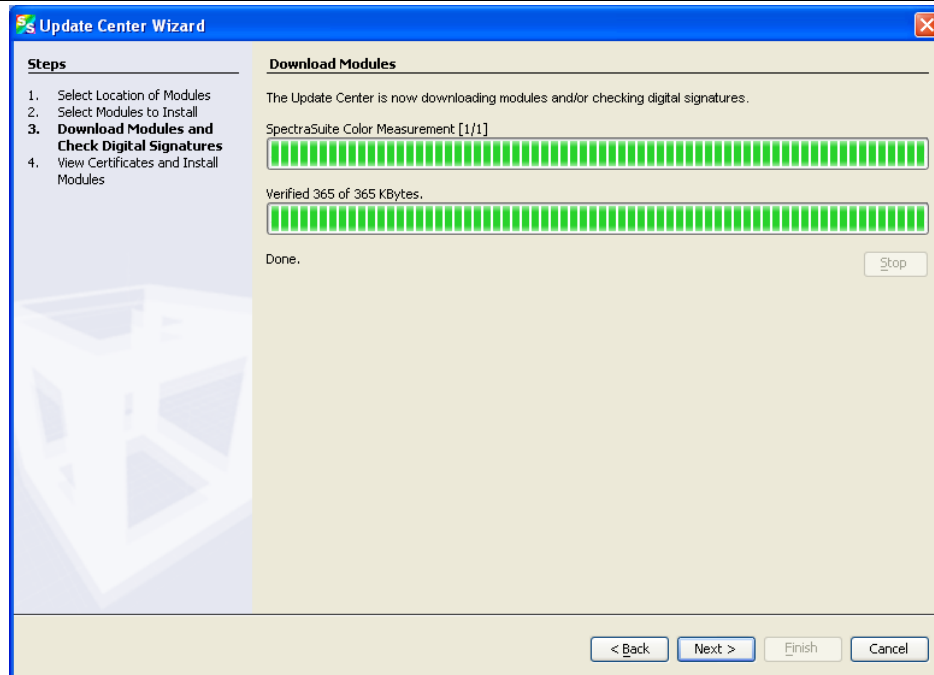 Update Center Wizard
Steps
1. Select Location of Modules
2. Select Modules to Install
3. Download Modules and
Check Digital Signatures
4. View Certificates and Install
Modules
Download Modules
The Update Center is now downloading modules and/or checking digital signatures.
SpectraSuite Color Measurement [1/1]
Verified 365 of 365 KBytes.
Done.
Stop
< Back
Next >
Finish
Cancel